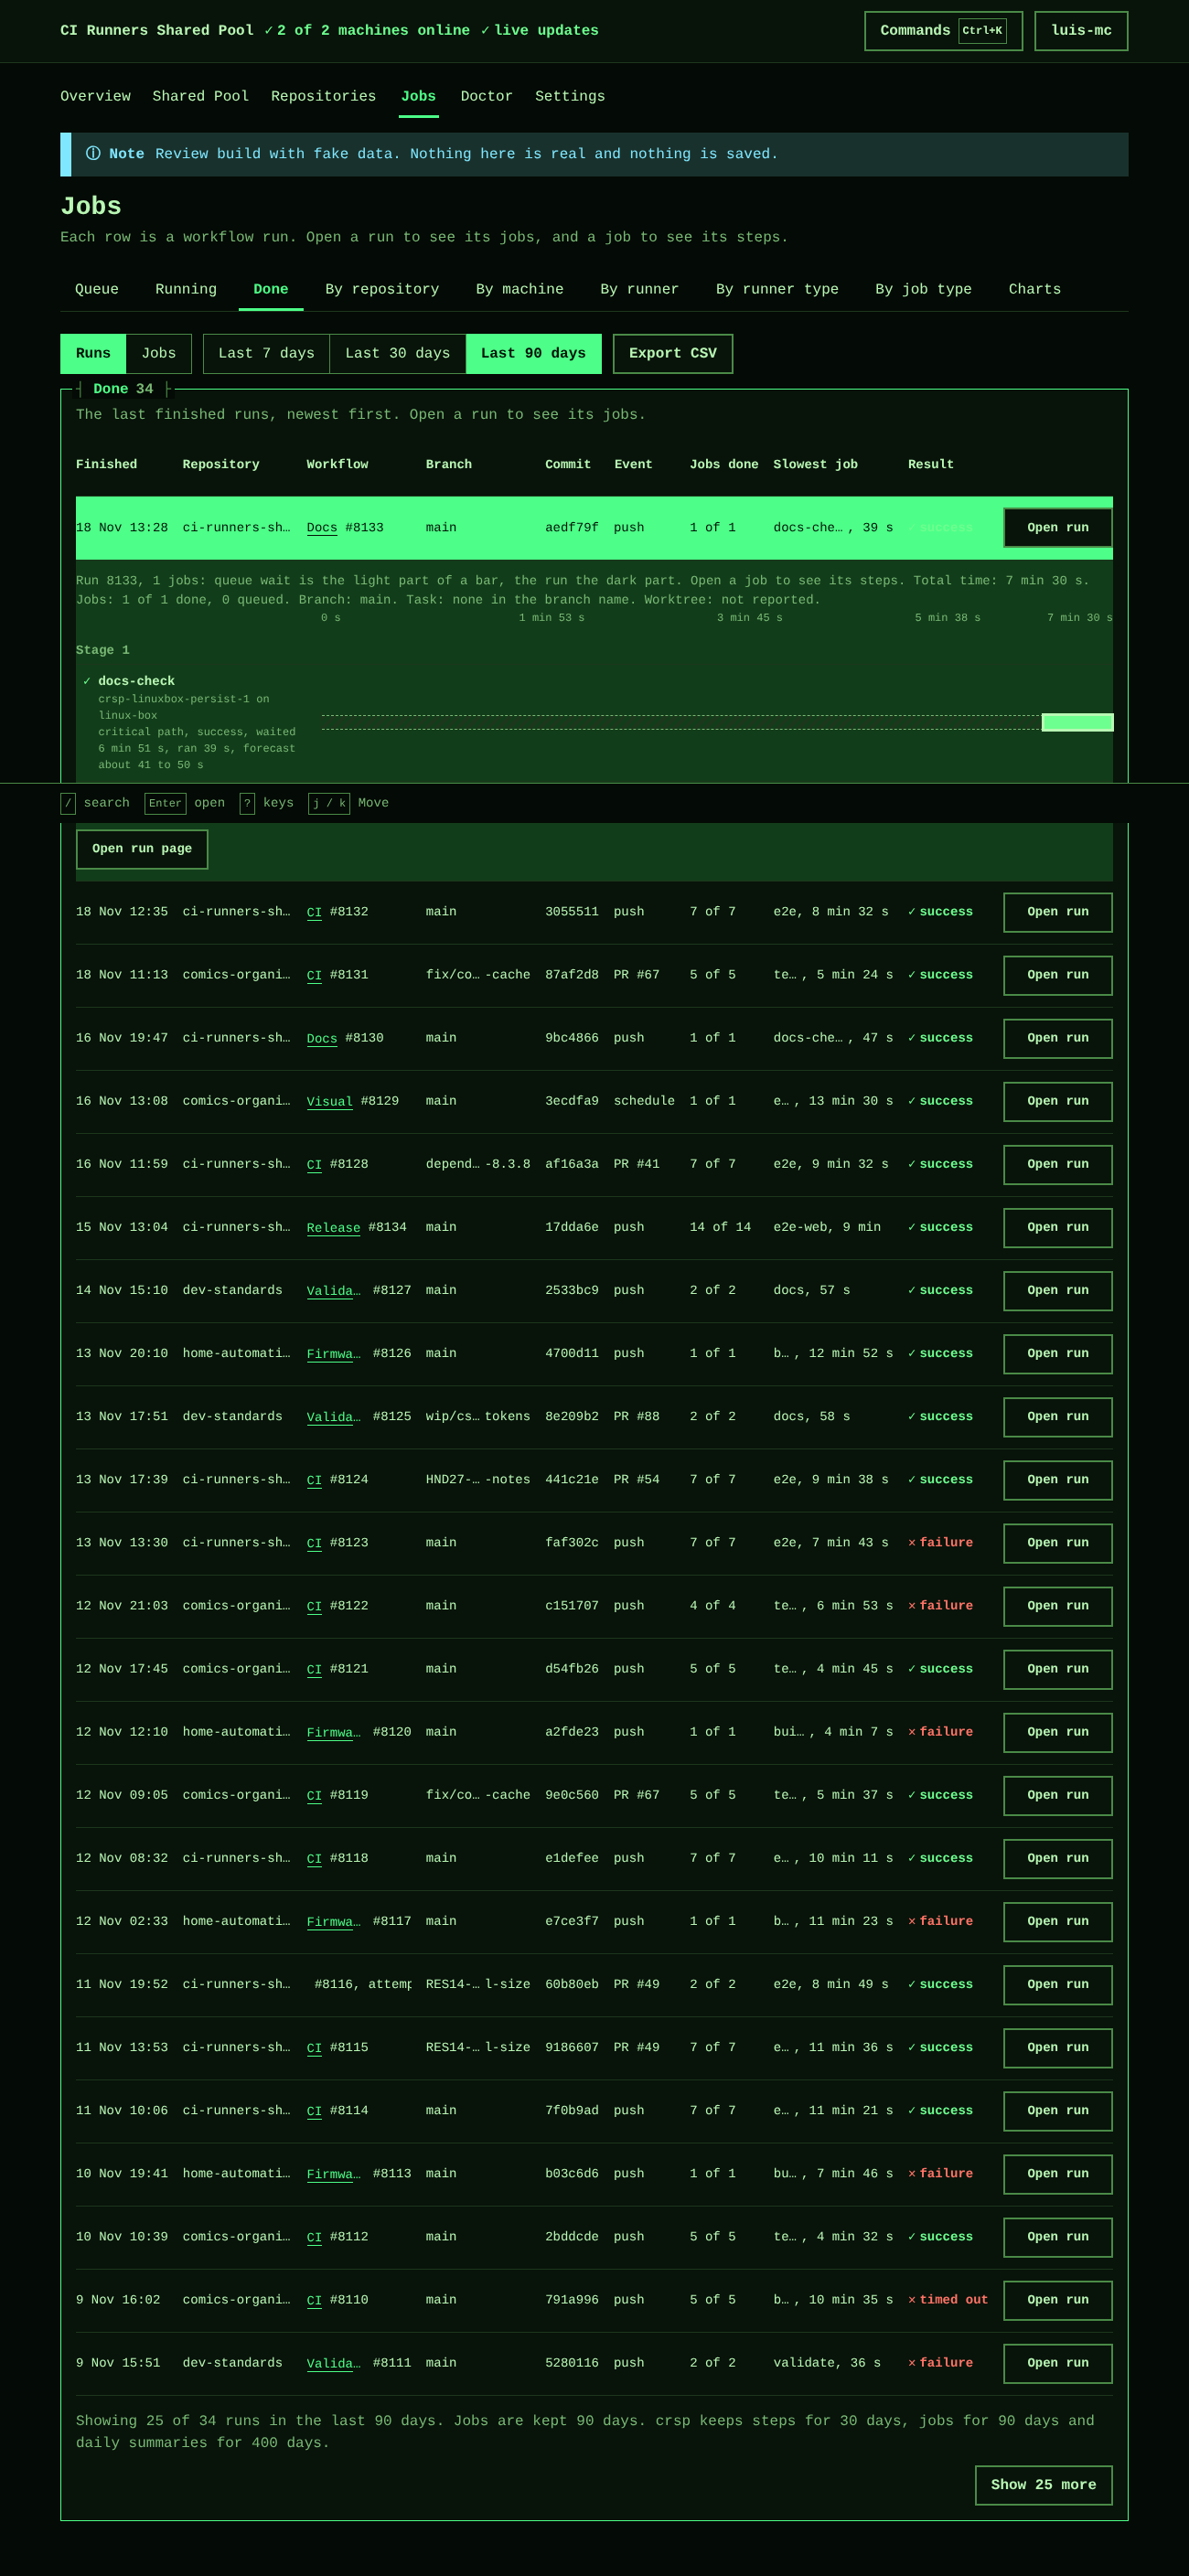 CI Runners Shared Pool ✓ 2 of 2 machines online ✓ live updates Commands Ctrl+K luis-mc
Overview Shared Pool Repositories Jobs Doctor Settings
ⓘ Note Review build with fake data. Nothing here is real and nothing is saved.
Jobs
Each row is a workflow run. Open a run to see its jobs, and a job to see its steps.
Queue Running Done By repository By machine By runner By runner type By job type Charts
Runs Jobs Last 7 days Last 30 days Last 90 days Export CSV
┤ Done 34 ├
The last finished runs, newest first. Open a run to see its jobs.
Finished Repository Workflow Branch Commit Event Jobs done Slowest job Result
18 Nov 13:28 ci-runners-sh… Docs #8133 main aedf79f push 1 of 1 docs-che… , 39 s success Open run
Run 8133, 1 jobs: queue wait is the light part of a bar, the run the dark part. Open a job to see its steps. Total time: 7 min 30 s.
Jobs: 1 of 1 done, 0 queued. Branch: main. Task: none in the branch name. Worktree: not reported.
0 s 1 min 53 s 3 min 45 s 5 min 38 s 7 min 30 s
Stage 1
✓ docs-check
crsp-linuxbox-persist-1 on
linux-box
critical path, success, waited
6 min 51 s, ran 39 s, forecast
about 41 to 50 s
/ search Enter open ? keys j / k Move
Open run page
18 Nov 12:35 ci-runners-sh… CI #8132 main 3055511 push 7 of 7 e2e, 8 min 32 s ✓ success Open run
18 Nov 11:13 comics-organi… CI #8131 fix/co… -cache 87af2d8 PR #67 5 of 5 te… , 5 min 24 s ✓ success Open run
16 Nov 19:47 ci-runners-sh… Docs #8130 main 9bc4866 push 1 of 1 docs-che… , 47 s ✓ success Open run
16 Nov 13:08 comics-organi… Visual #8129 main 3ecdfa9 schedule 1 of 1 e… , 13 min 30 s ✓ success Open run
16 Nov 11:59 ci-runners-sh… CI #8128 depend… -8.3.8 af16a3a PR #41 7 of 7 e2e, 9 min 32 s ✓ success Open run
15 Nov 13:04 ci-runners-sh… Release #8134 main 17dda6e push 14 of 14 e2e-web, 9 min ✓ success Open run
14 Nov 15:10 dev-standards Valida… #8127 main 2533bc9 push 2 of 2 docs, 57 s ✓ success Open run
13 Nov 20:10 home-automati… Firmwa… #8126 main 4700d11 push 1 of 1 b… , 12 min 52 s ✓ success Open run
13 Nov 17:51 dev-standards Valida… #8125 wip/cs… tokens 8e209b2 PR #88 2 of 2 docs, 58 s ✓ success Open run
13 Nov 17:39 ci-runners-sh… CI #8124 HND27-… -notes 441c21e PR #54 7 of 7 e2e, 9 min 38 s ✓ success Open run
13 Nov 13:30 ci-runners-sh… CI #8123 main faf302c push 7 of 7 e2e, 7 min 43 s × failure Open run
12 Nov 21:03 comics-organi… CI #8122 main c151707 push 4 of 4 te… , 6 min 53 s × failure Open run
12 Nov 17:45 comics-organi… CI #8121 main d54fb26 push 5 of 5 te… , 4 min 45 s ✓ success Open run
12 Nov 12:10 home-automati… Firmwa… #8120 main a2fde23 push 1 of 1 bui… , 4 min 7 s × failure Open run
12 Nov 09:05 comics-organi… CI #8119 fix/co… -cache 9e0c560 PR #67 5 of 5 te… , 5 min 37 s ✓ success Open run
12 Nov 08:32 ci-runners-sh… CI #8118 main e1defee push 7 of 7 e… , 10 min 11 s ✓ success Open run
12 Nov 02:33 home-automati… Firmwa… #8117 main e7ce3f7 push 1 of 1 b… , 11 min 23 s × failure Open run
11 Nov 19:52 ci-runners-sh… #8116, attemp RES14-… l-size 60b80eb PR #49 2 of 2 e2e, 8 min 49 s ✓ success Open run
11 Nov 13:53 ci-runners-sh… CI #8115 RES14-… l-size 9186607 PR #49 7 of 7 e… , 11 min 36 s ✓ success Open run
11 Nov 10:06 ci-runners-sh… CI #8114 main 7f0b9ad push 7 of 7 e… , 11 min 21 s ✓ success Open run
10 Nov 19:41 home-automati… Firmwa… #8113 main b03c6d6 push 1 of 1 bu… , 7 min 46 s × failure Open run
10 Nov 10:39 comics-organi… CI #8112 main 2bddcde push 5 of 5 te… , 4 min 32 s ✓ success Open run
9 Nov 16:02 comics-organi… CI #8110 main 791a996 push 5 of 5 b… , 10 min 35 s × timed out Open run
9 Nov 15:51 dev-standards Valida… #8111 main 5280116 push 2 of 2 validate, 36 s × failure Open run
Showing 25 of 34 runs in the last 90 days. Jobs are kept 90 days. crsp keeps steps for 30 days, jobs for 90 days and
daily summaries for 400 days.
Show 25 more